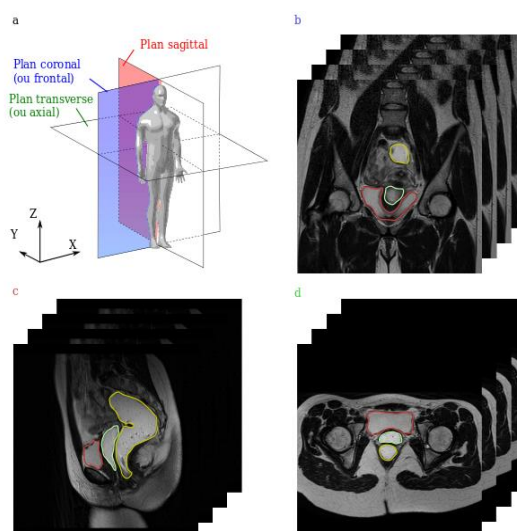 a
Plan sagittal
Plan coronal
(ou frontal)
Plan transverse
(ou axial)
Z
Y
X
b
c
d